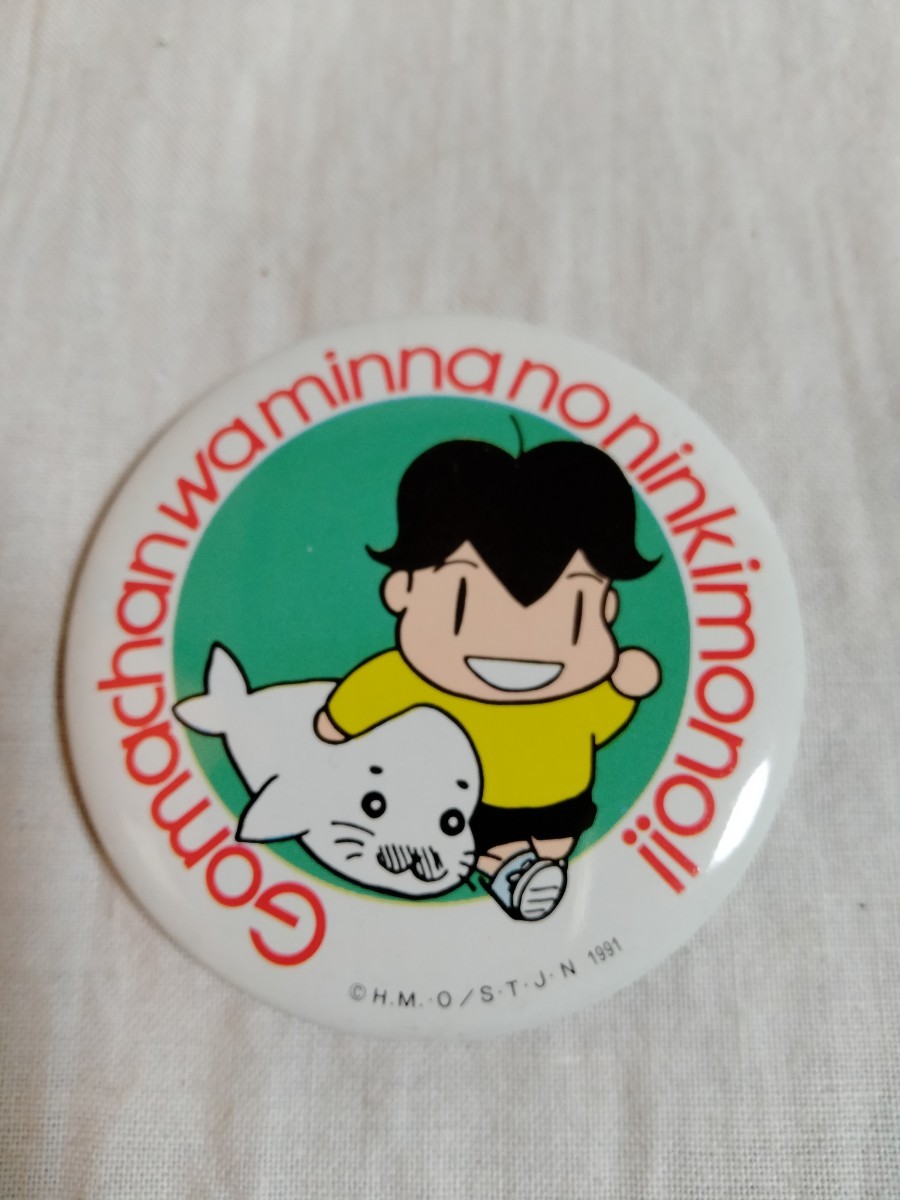 Gomachan wa minna no ninkimono!!
©H.M.·O/S·T·J·N 1991